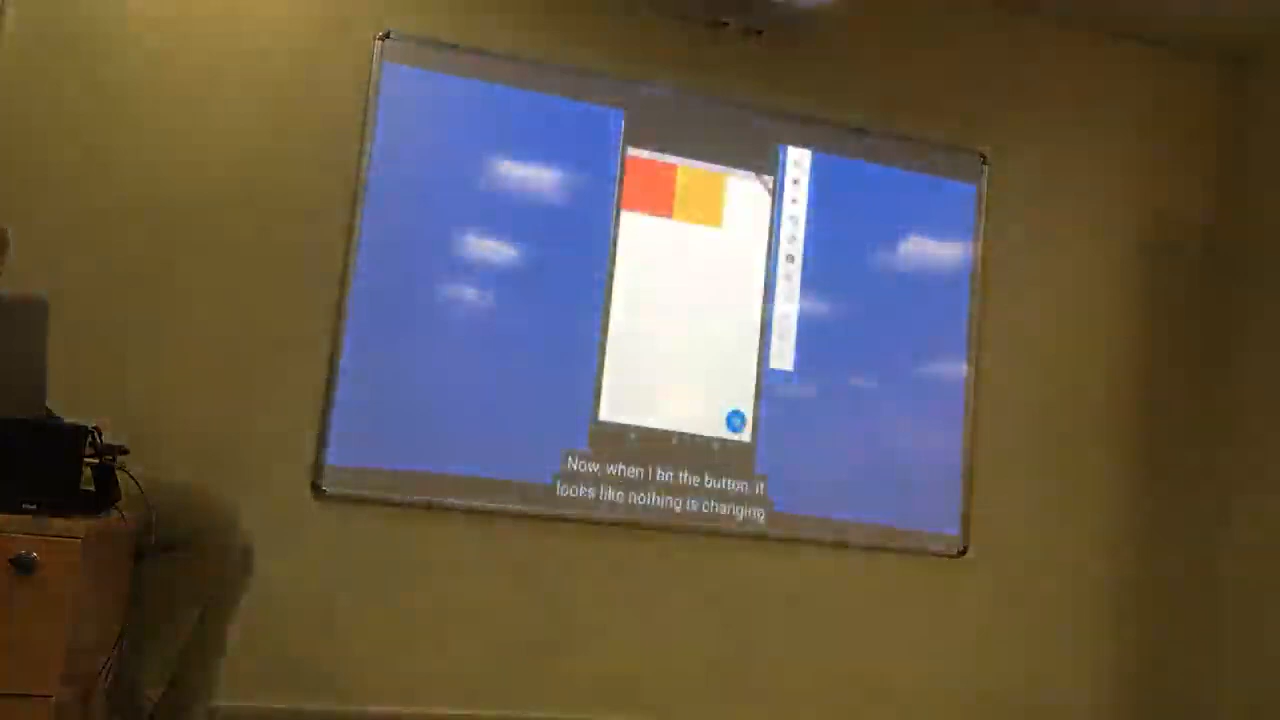 Now, when I hit the button, it
looks like nothing is changing